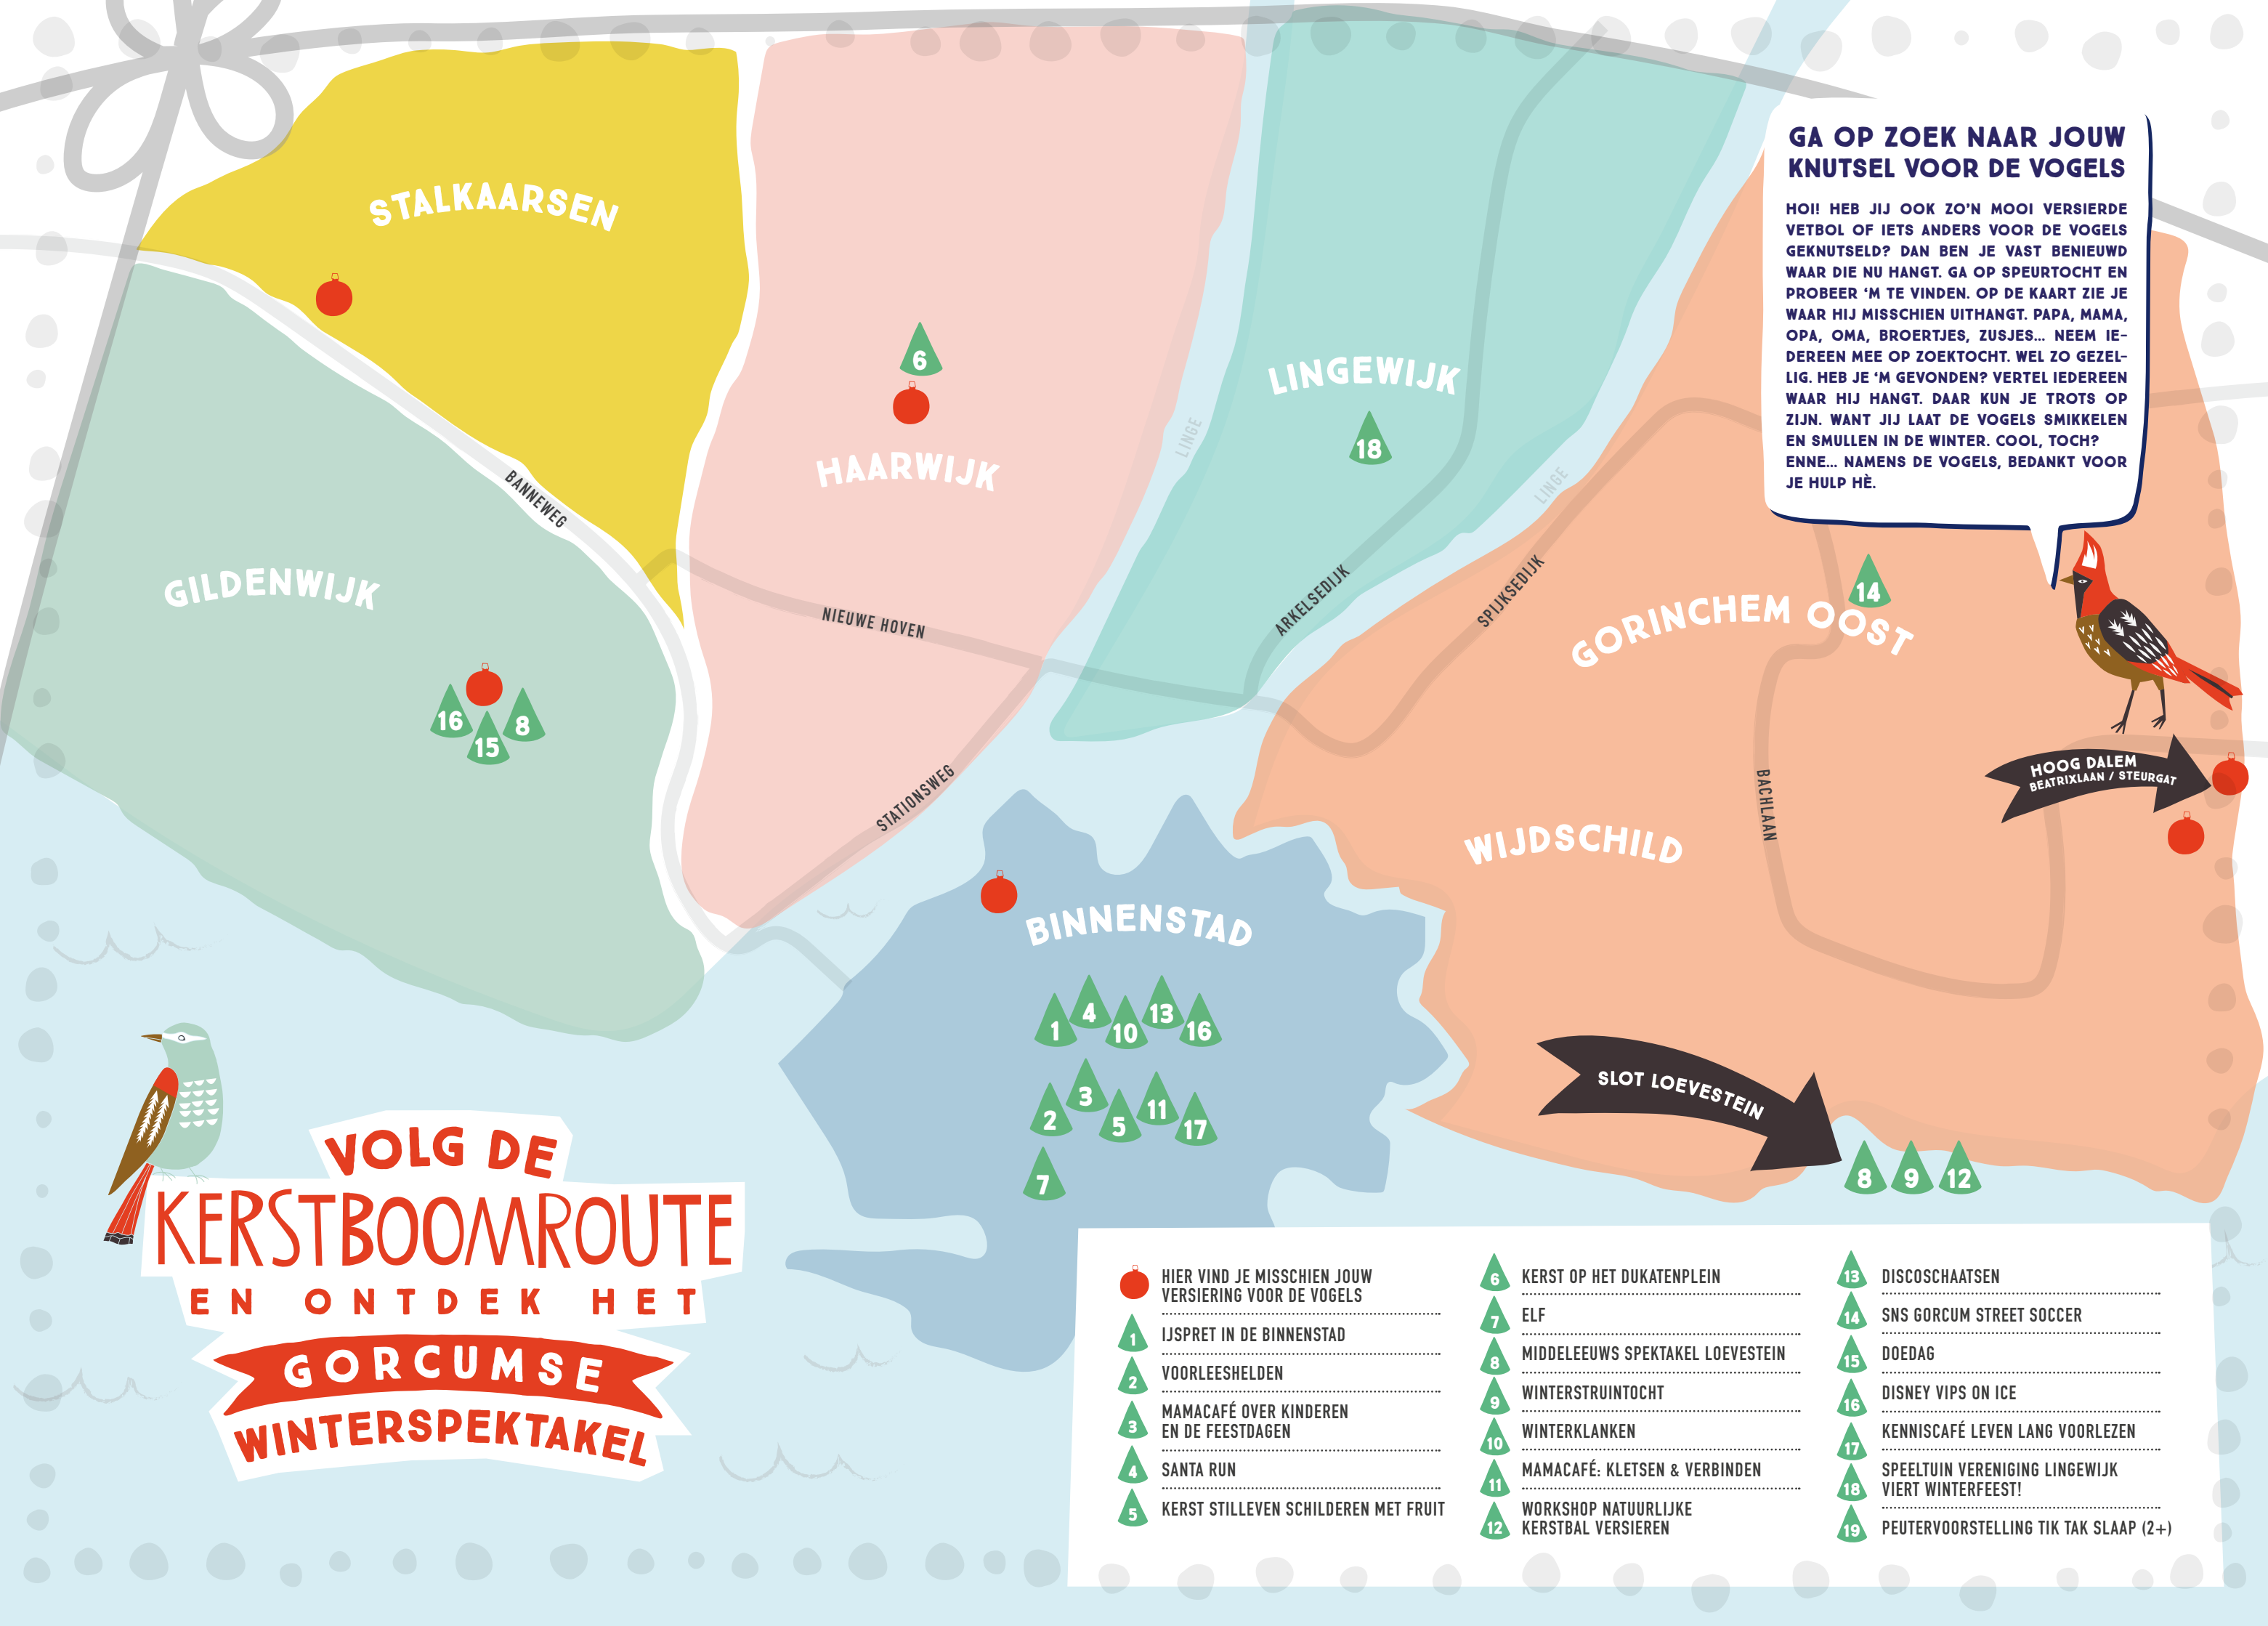 STALKAARSEN
GA OP ZOEK NAAR JOUW
KNUTSEL VOOR DE VOGELS
HOI! HEB JIJ OOK ZO'N MOOI VERSIERDE
VETBOL OF IETS ANDERS VOOR DE VOGELS
GEKNUTSELD? DAN BEN JE VAST BENIEUWD
WAAR DIE NU HANGT. GA OP SPEURTOCHT EN
PROBEER 'M TE VINDEN. OP DE KAART ZIE JE
WAAR HIJ MISSCHIEN UITHANGT. PAPA, MAMA,
OPA, OMA, BROERTJES, ZUSJES... NEEM IE-
DEREEN MEE OP ZOEKTOCHT. WEL ZO GEZEL-
LIG. HEB JE 'M GEVONDEN? VERTEL IEDEREEN
WAAR HIJ HANGT. DAAR KUN JE TROTS OP
ZIJN. WANT JIJ LAAT DE VOGELS SMIKKELEN
EN SMULLEN IN DE WINTER. COOL, TOCH?
ENNE... NAMENS DE VOGELS, BEDANKT VOOR
JE HULP HÈ.
6
HAARWIJK
LINGEWIJK
18
LINGE
LINGE
BANNEWEG
GILDENWIJK
NIEUWE HOVEN
ARKELSEDIJK
SPIJKSEDIJK
14
GORINCHEM OOST
16
15
8
STATIONSWEG
BACHLAAN
HOOG DALEM
BEATRIXLAAN / STEURGAT
WIJDSCHILD
BINNENSTAD
1
4
10
13
16
2
3
5
11
17
7
SLOT LOEVESTEIN
8
9
12
VOLG DE
KERSTBOOMROUTE
EN ONTDEK HET
GORCUMSE
WINTERSPEKTAKEL
HIER VIND JE MISSCHIEN JOUW
VERSIERING VOOR DE VOGELS
1 IJSPRET IN DE BINNENSTAD
2 VOORLEESHELDEN
3 MAMACAFÉ OVER KINDEREN
EN DE FEESTDAGEN
4 SANTA RUN
5 KERST STILLEVEN SCHILDEREN MET FRUIT
6 KERST OP HET DUKATENPLEIN
7 ELF
8 MIDDELEEUWS SPEKTAKEL LOEVESTEIN
9 WINTERSTRUINTOCHT
10 WINTERKLANKEN
11 MAMACAFÉ: KLETSEN & VERBINDEN
12 WORKSHOP NATUURLIJKE
KERSTBAL VERSIEREN
13 DISCOSCHAATSEN
14 SNS GORCUM STREET SOCCER
15 DOEDAG
16 DISNEY VIPS ON ICE
17 KENNISCAFÉ LEVEN LANG VOORLEZEN
18 SPEELTUIN VERENIGING LINGEWIJK
VIERT WINTERFEEST!
19 PEUTERVOORSTELLING TIK TAK SLAAP (2+)